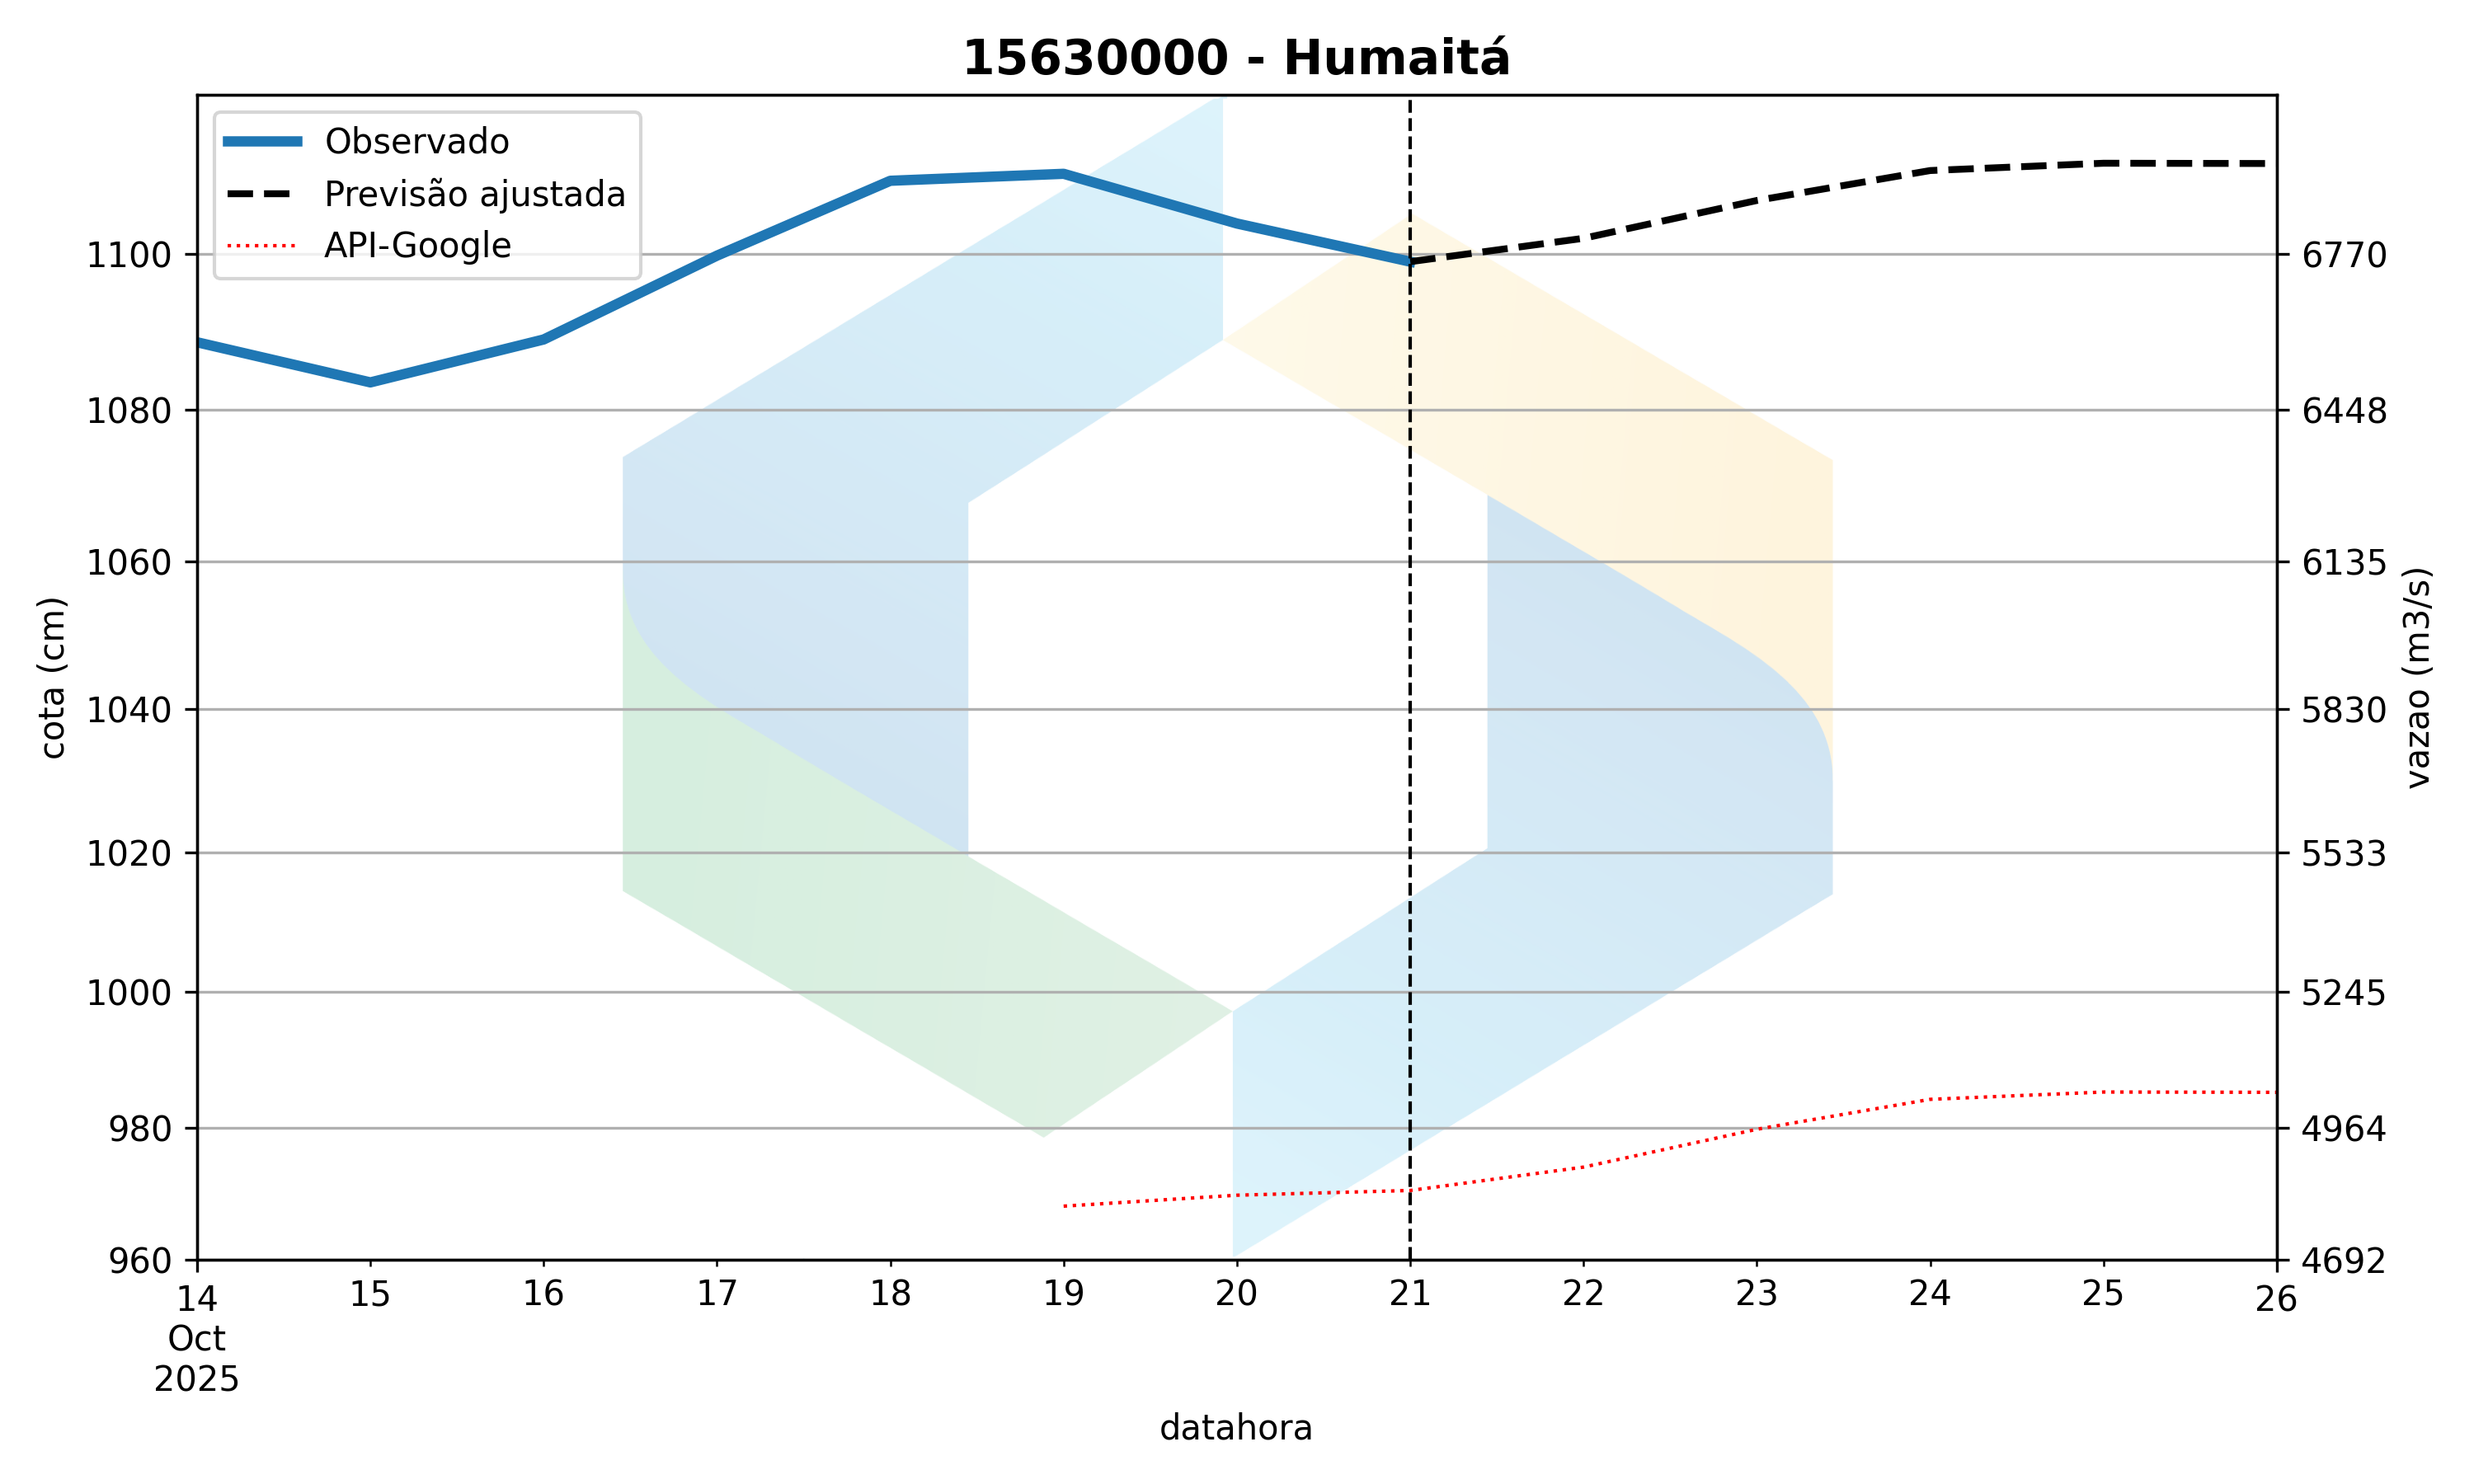 15630000 - Humaitá
Observado
Previsão ajustada
API-Google
1100
1080
1060
1040
1020
1000
980
960
cota (cm)
6770
6448
6135
5830
5533
5245
4964
4692
vazao (m3/s)
14 15 16 17 18 19 20 21 22 23 24 25 26
Oct
2025
datahora